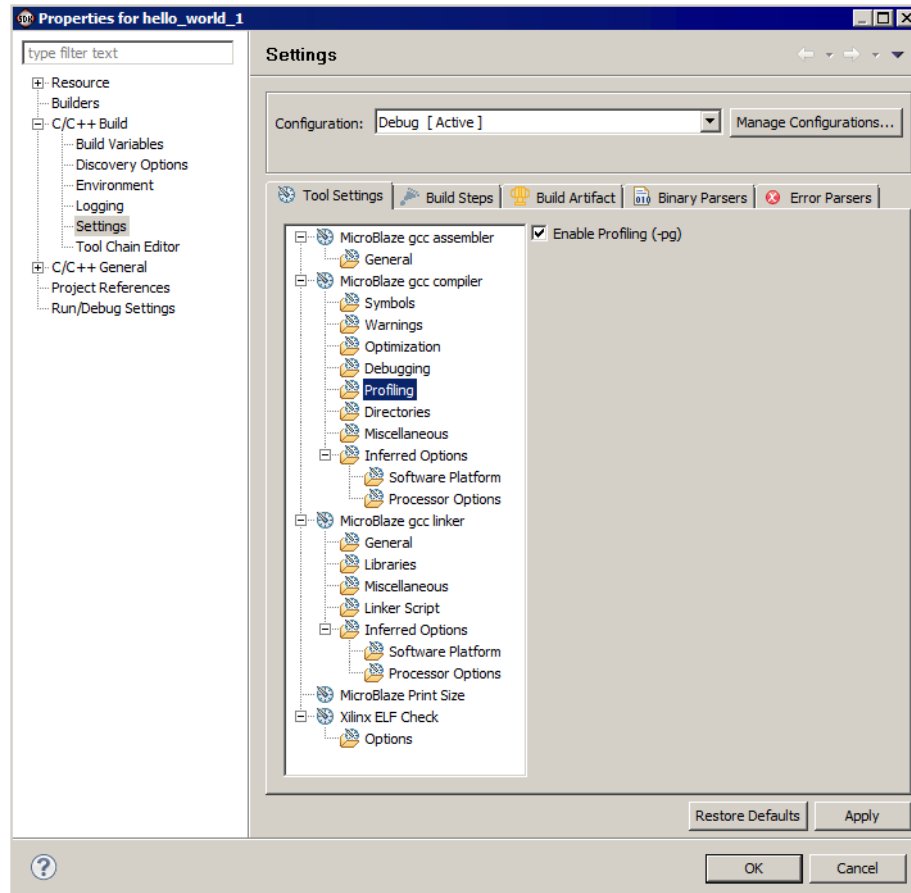 Properties for hello_world_1
type filter text
Resource
Builders
C/C++ Build
Build Variables
Discovery Options
Environment
Logging
Settings
Tool Chain Editor
C/C++ General
Project References
Run/Debug Settings
Settings
Configuration: Debug [ Active ] Manage Configurations...
Tool Settings Build Steps Build Artifact Binary Parsers Error Parsers
MicroBlaze gcc assembler
General
MicroBlaze gcc compiler
Symbols
Warnings
Optimization
Debugging
Profiling
Directories
Miscellaneous
Inferred Options
Software Platform
Processor Options
MicroBlaze gcc linker
General
Libraries
Miscellaneous
Linker Script
Inferred Options
Software Platform
Processor Options
MicroBlaze Print Size
Xilinx ELF Check
Options
Enable Profiling (-pg)
Restore Defaults Apply
OK Cancel